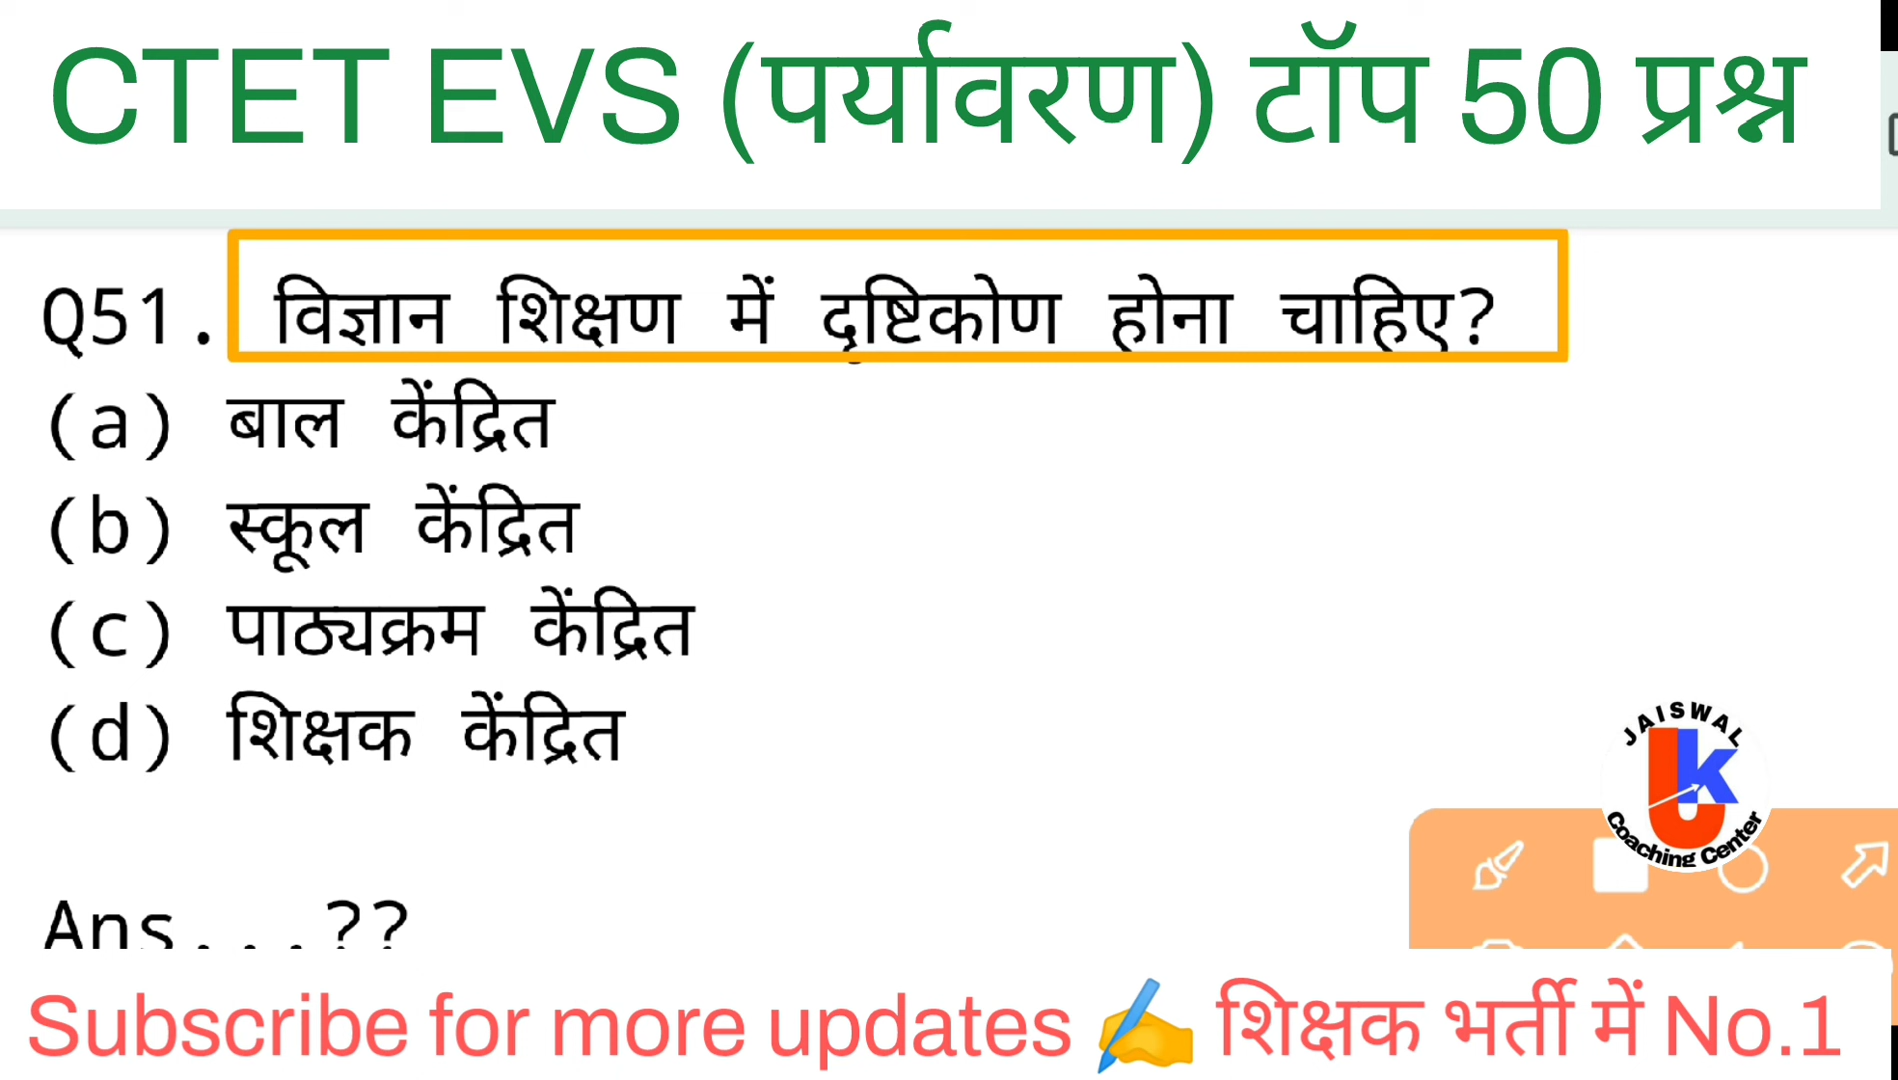 CTET EVS (पर्यावरण) टॉप 50 प्रश्न
Q51. विज्ञान शिक्षण में दृष्टिकोण होना चाहिए?
(a) बाल केंद्रित
(b) स्कूल केंद्रित
(c) पाठ्यक्रम केंद्रित
(d) शिक्षक केंद्रित
JAISWAL
JK
Coaching Center
Ans....??
Subscribe for more updates ✍️ शिक्षक भर्ती में No.1